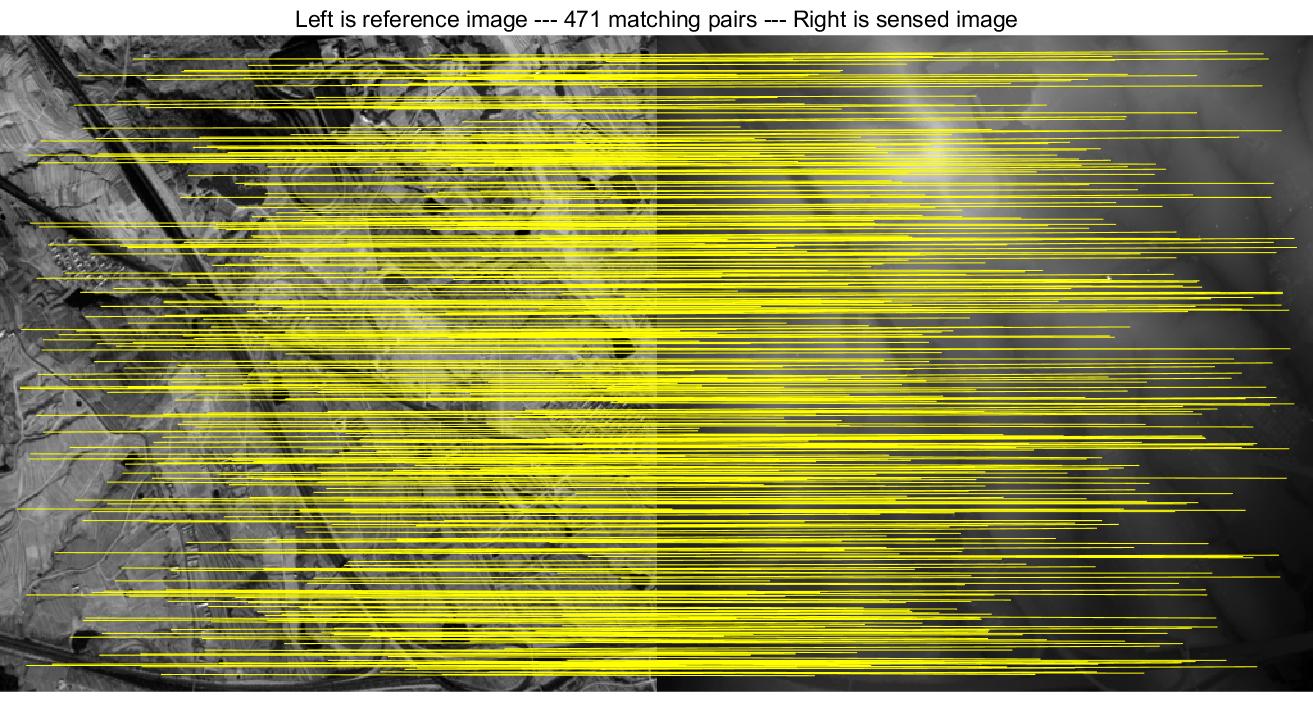 Left is reference image --- 471 matching pairs --- Right is sensed image